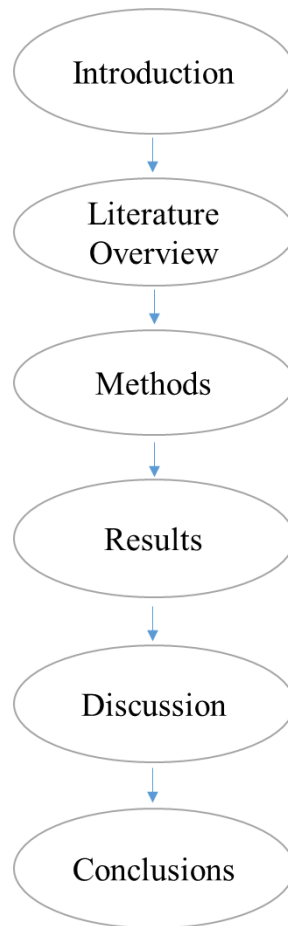 Introduction
Literature
Overview
Methods
Results
Discussion
Conclusions